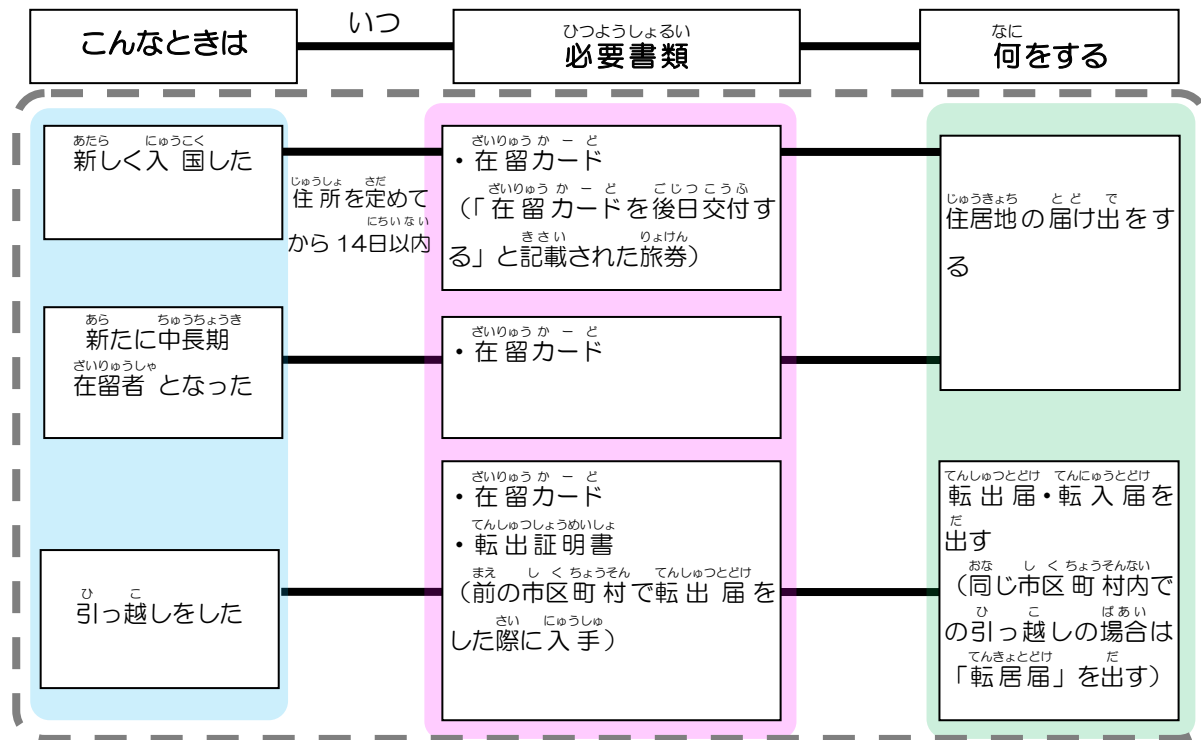 こんなときは
いつ
ひつようしょるい
必要書類
なに
何をする
あたら にゅうこく
新しく入国した
じゅうしょ さだ
住所を定めて
にちいない
から14日以内
ざいりゅうかーど
・在留カード
ざいりゅうかーど ごじつこうふ
(「在留カードを後日交付す
きさい りょけん
る」と記載された旅券)
じゅうきょち とど で
住居地の届け出をす
る
あら ちゅうちょうき
新たに中長期
ざいりゅうしゃ
在留者となった
ざいりゅうかーど
・在留カード
ひ こ
引っ越しをした
ざいりゅうかーど
・在留カード
てんしゅつしょうめいしょ
・転出証明書
まえ しくちょうそん てんしゅつとどけ
(前の市区町村で転出届を
さい にゅうしゅ
した際に入手)
てんしゅつとどけ てんにゅうとどけ
転出届・転入届を
だ
出す
おな しくちょうそんない
(同じ市区町村内で
ひ こ ばあい
の引っ越しの場合は
てんきょとどけ だ
「転居届」を出す)